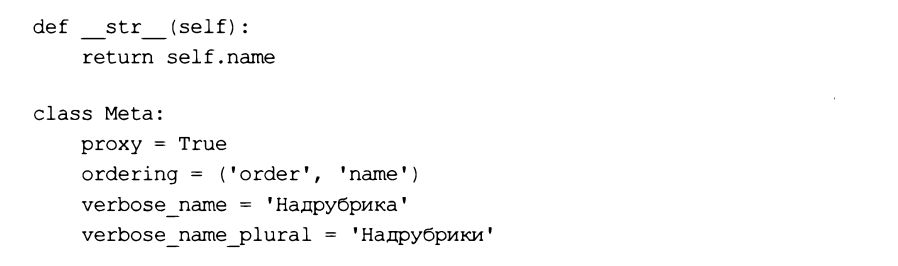 def __str__(self):
    return self.name
class Meta:
    proxy = True
    ordering = ('order', 'name')
    verbose_name = 'Надрубрика'
    verbose_name_plural = 'Надрубрики'